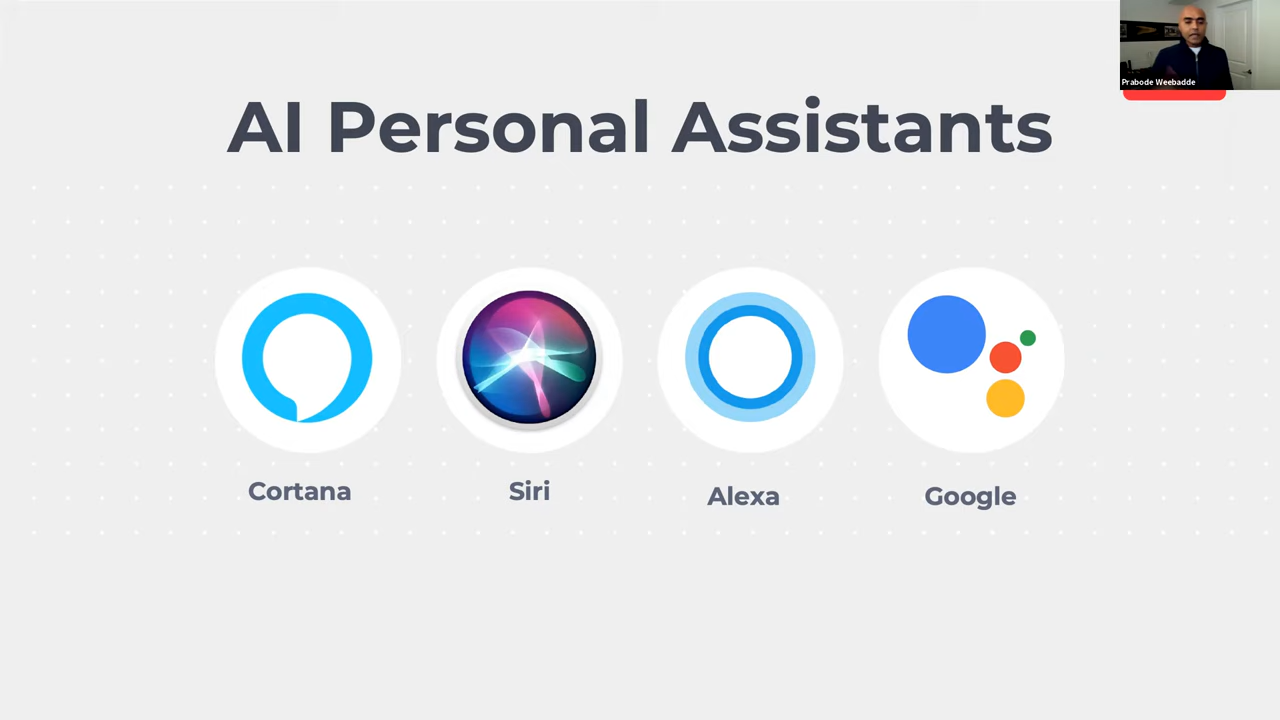 Prabode Weebadde
AI Personal Assistants
Cortana
Siri
Alexa
Google